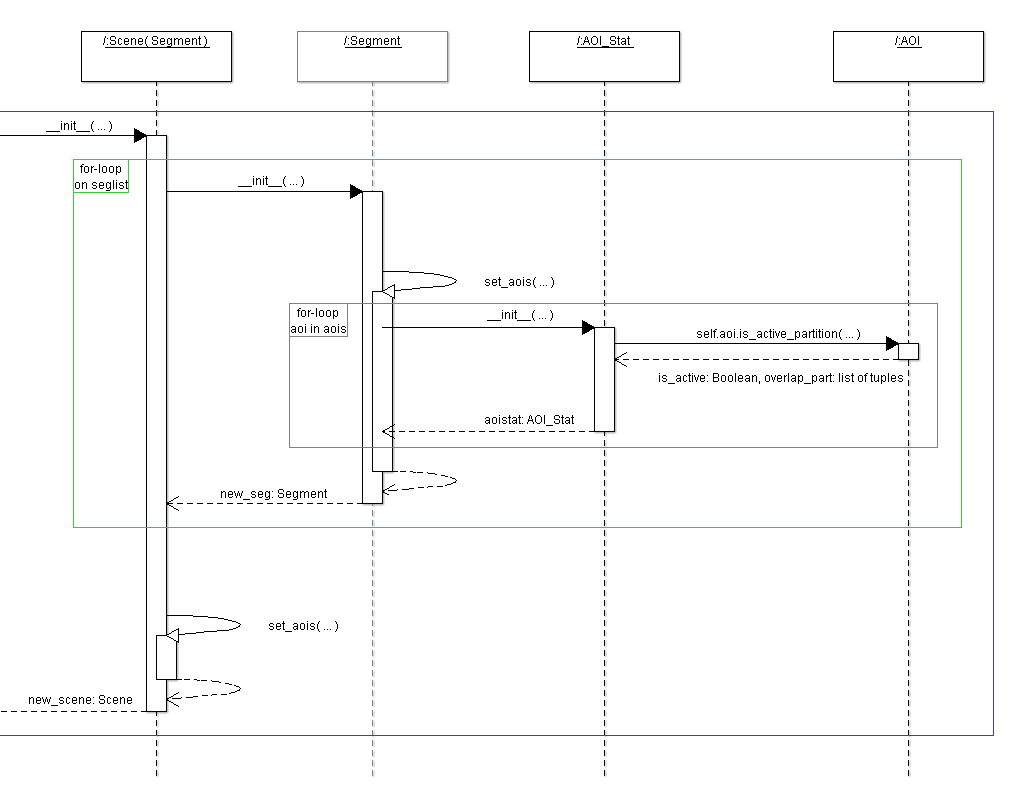 /:Scene(Segment)
/:Segment
/:AOI_Stat
/:AOI
__init__(...)
for-loop
on seglist
__init__(...)
set_aois(...)
for-loop
aoi in aois
__init__(...)
self.aoi.is_active_partition(...)
is_active: Boolean, overlap_part: list of tuples
aoistat: AOI_Stat
new_seg: Segment
set_aois(...)
new_scene: Scene